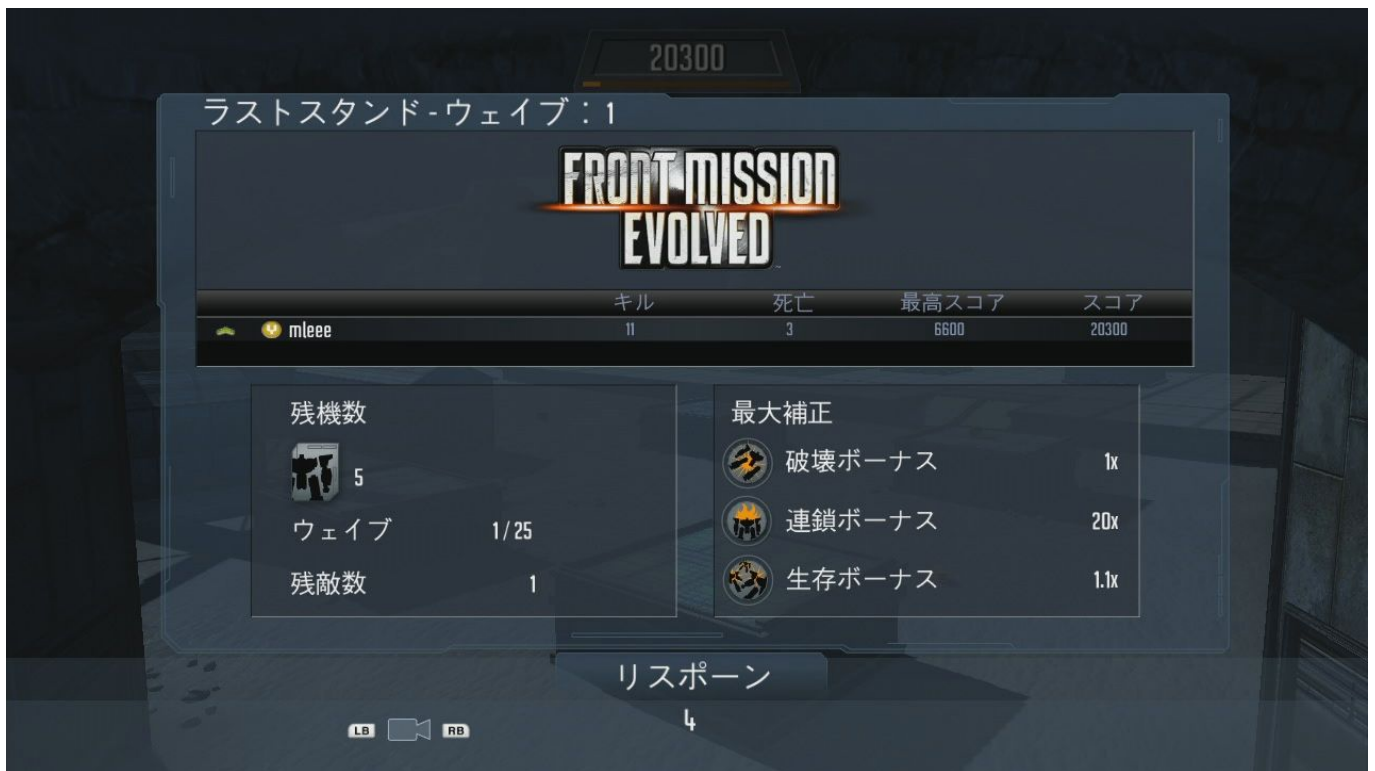 20300
ラストスタンド-ウェイブ：1
FRONT MISSION
EVOLVED
キル 死亡 最高スコア スコア
mleee 11 3 6600 20300
残機数
5
ウェイブ 1/25
残敵数 1
最大補正
破壊ボーナス 1x
連鎖ボーナス 20x
生存ボーナス 1.1x
リスポーン
4
LB RB